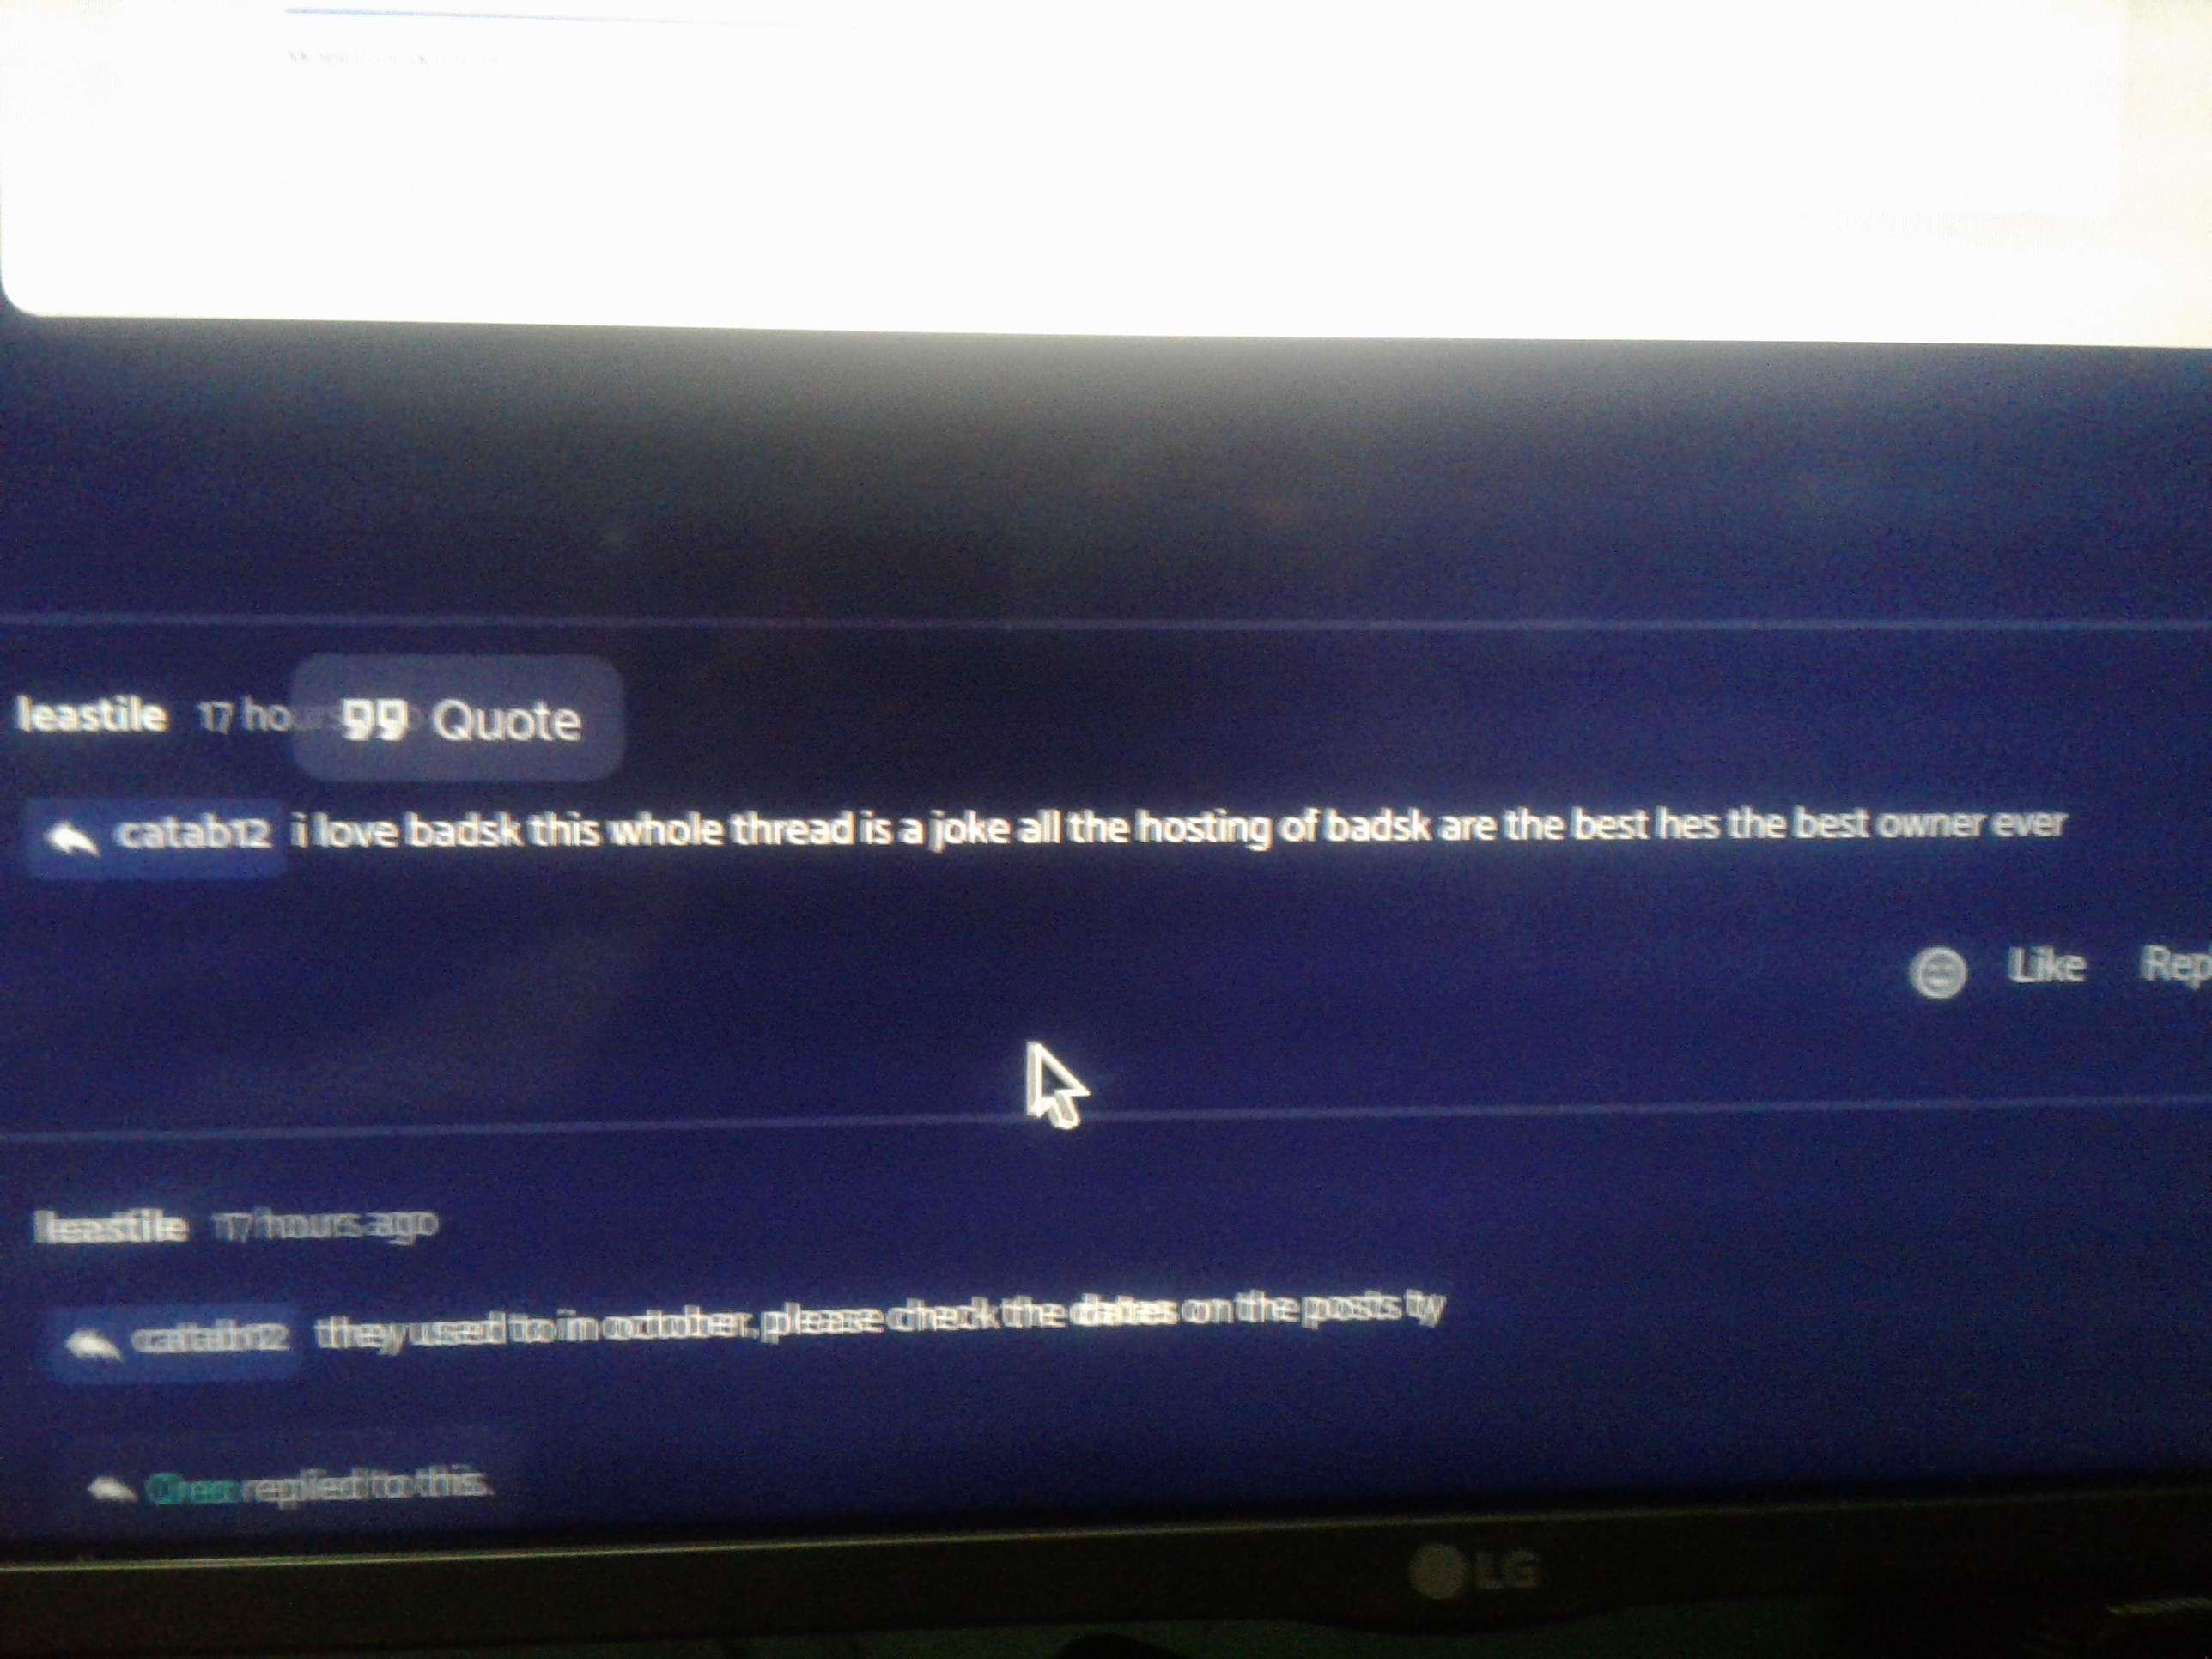 leastile 17 hours
Quote
catab12 i love badsk this whole thread is a joke all the hosting of badsk are the best hes the best owner ever
Like Rep
leastile 17 hours ago
catab12 they used to in october, please check the dates on the posts ty
replied to this.
LG